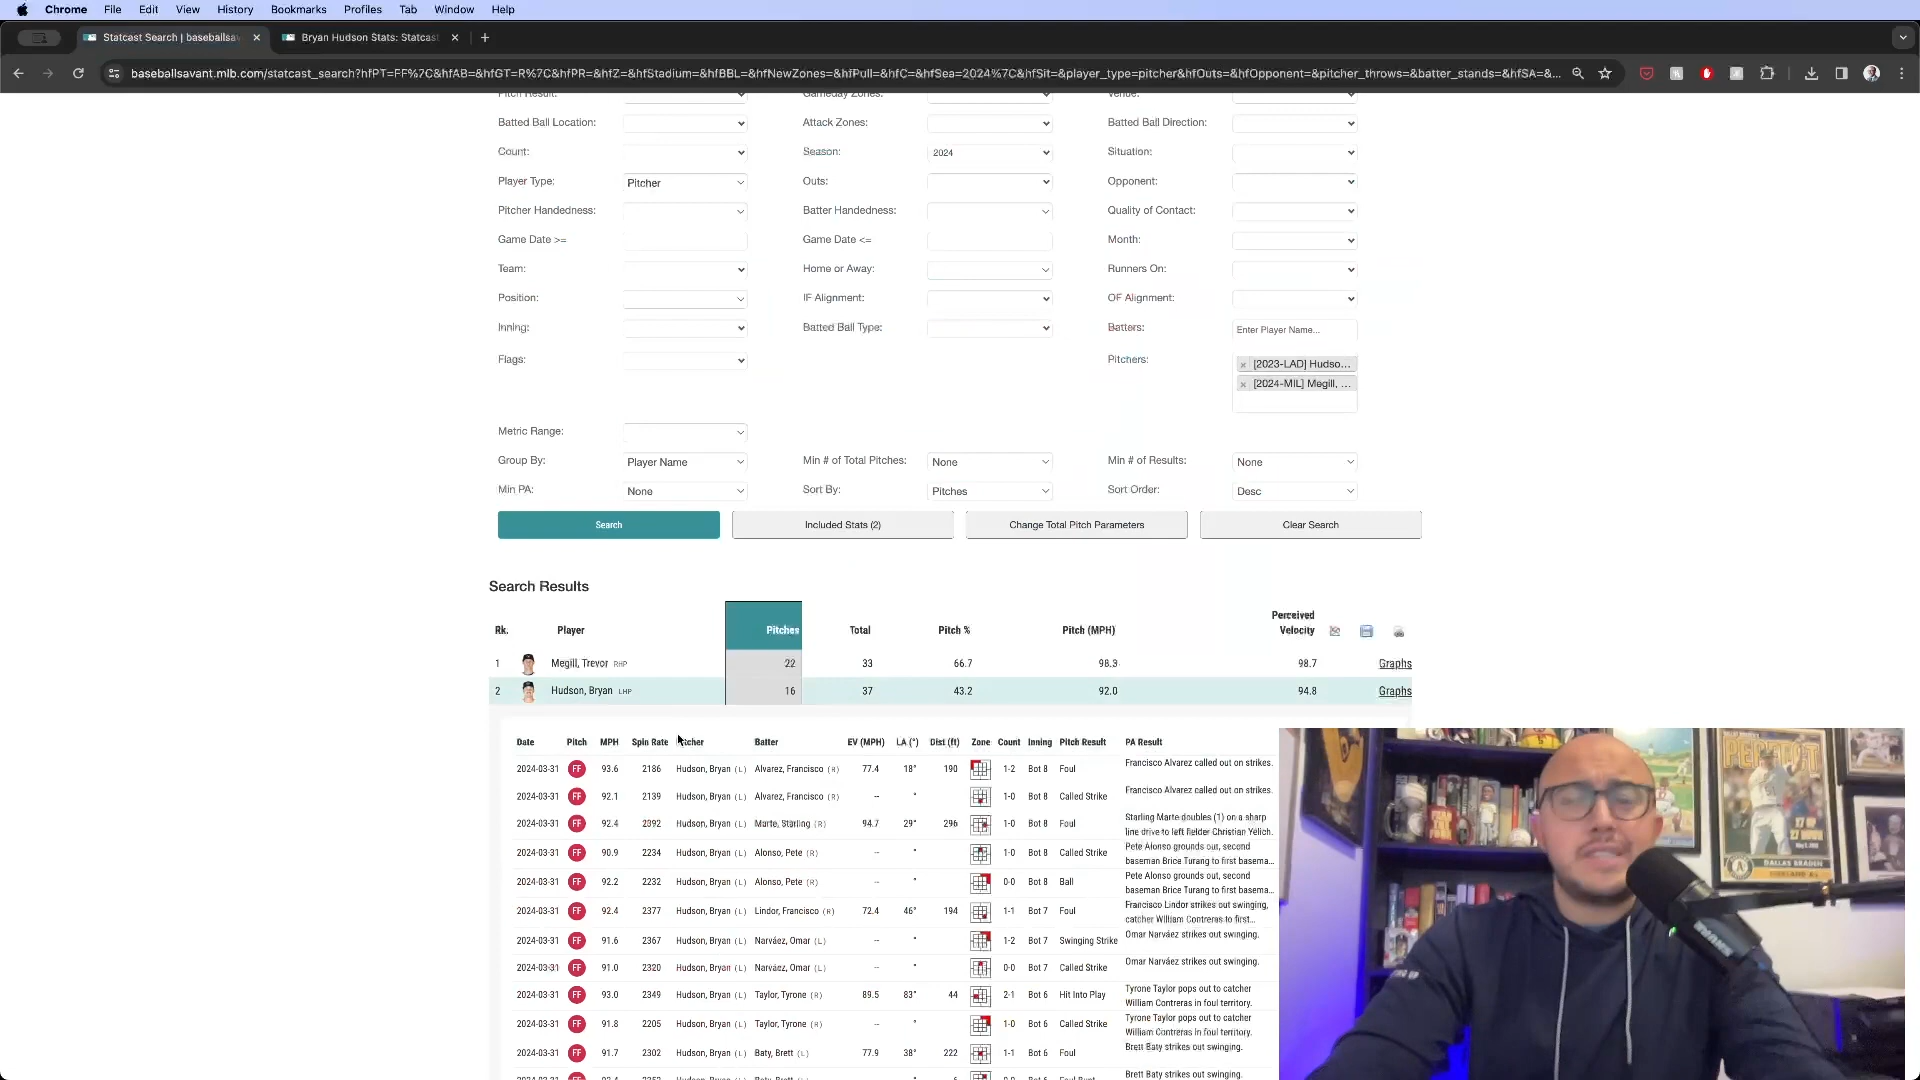 Chrome File Edit View History Bookmarks Profiles Tab Window Help
Statcast Search | baseballsa
Bryan Hudson Stats: Statcast
baseballsavant.mlb.com/statcast_search?hfPT=FF%7C&hfAB=&hfGT=R%7C&hfPR=&hfZ=&hfStadium=&hfBBL=&hfNewZones=&hfPull=&hfC=&hfSea=2024%7C&hfSit=&player_type=pitcher&hfOuts=&hfOpponent=&pitcher_throws=&batter_stands=&hfSA=&...
Pitch Result: Gameday Zones: Venue:
Batted Ball Location: Attack Zones: Batted Ball Direction:
Count: Season: 2024 Situation:
Player Type: Pitcher Outs: Opponent:
Pitcher Handedness: Batter Handedness: Quality of Contact:
Game Date >= Game Date <= Month:
Team: Home or Away: Runners On:
Position: IF Alignment: OF Alignment:
Inning: Batted Ball Type: Batters: Enter Player Name...
Flags: Pitchers: × [2023-LAD] Hudso...
× [2024-MIL] Megill, ...
Metric Range:
Group By: Player Name Min # of Total Pitches: None Min # of Results: None
Min PA: None Sort By: Pitches Sort Order: Desc
Search Included Stats (2) Change Total Pitch Parameters Clear Search
Search Results
Rk. Player Pitches Total Pitch % Pitch (MPH) Perceived Velocity
1 Megill, Trevor RHP 22 33 66.7 98.3 98.7 Graphs
2 Hudson, Bryan LHP 16 37 43.2 92.0 94.8 Graphs
Date Pitch MPH Spin Rate Batter EV (MPH) LA (°) Dist (ft) Zone Count Inning Pitch Result PA Result
2024-03-31 FF 93.6 2186 Hudson, Bryan (L) Alvarez, Francisco (R) 77.4 18° 190 1-2 Bot 8 Foul Francisco Alvarez called out on strikes.
2024-03-31 FF 92.1 2139 Hudson, Bryan (L) Alvarez, Francisco (R) -- ° 1-0 Bot 8 Called Strike Francisco Alvarez called out on strikes.
2024-03-31 FF 92.4 2392 Hudson, Bryan (L) Marte, Starling (R) 94.7 29° 296 1-0 Bot 8 Foul Starling Marte doubles (1) on a sharp
line drive to left fielder Christian Yelich.
2024-03-31 FF 90.9 2234 Hudson, Bryan (L) Alonso, Pete (R) -- ° 1-0 Bot 8 Called Strike Pete Alonso grounds out, second
baseman Brice Turang to first basema...
2024-03-31 FF 92.2 2232 Hudson, Bryan (L) Alonso, Pete (R) -- ° 0-0 Bot 8 Ball Pete Alonso grounds out, second
baseman Brice Turang to first basema...
2024-03-31 FF 92.4 2377 Hudson, Bryan (L) Lindor, Francisco (R) 72.4 46° 194 1-1 Bot 7 Foul Francisco Lindor strikes out swinging,
catcher William Contreras to first...
2024-03-31 FF 91.6 2367 Hudson, Bryan (L) Narváez, Omar (L) -- ° 1-2 Bot 7 Swinging Strike Omar Narváez strikes out swinging.
2024-03-31 FF 91.0 2320 Hudson, Bryan (L) Narváez, Omar (L) -- ° 0-0 Bot 7 Called Strike Omar Narváez strikes out swinging.
2024-03-31 FF 93.0 2349 Hudson, Bryan (L) Taylor, Tyrone (R) 89.5 83° 44 2-1 Bot 6 Hit Into Play Tyrone Taylor pops out to catcher
William Contreras in foul territory.
2024-03-31 FF 91.8 2205 Hudson, Bryan (L) Taylor, Tyrone (R) -- ° 1-0 Bot 6 Called Strike Tyrone Taylor pops out to catcher
William Contreras in foul territory.
2024-03-31 FF 91.7 2302 Hudson, Bryan (L) Baty, Brett (L) 77.9 38° 222 1-1 Bot 6 Foul Brett Baty strikes out swinging.
Brett Baty strikes out swinging.
PERFECT
DALLAS BRADEN